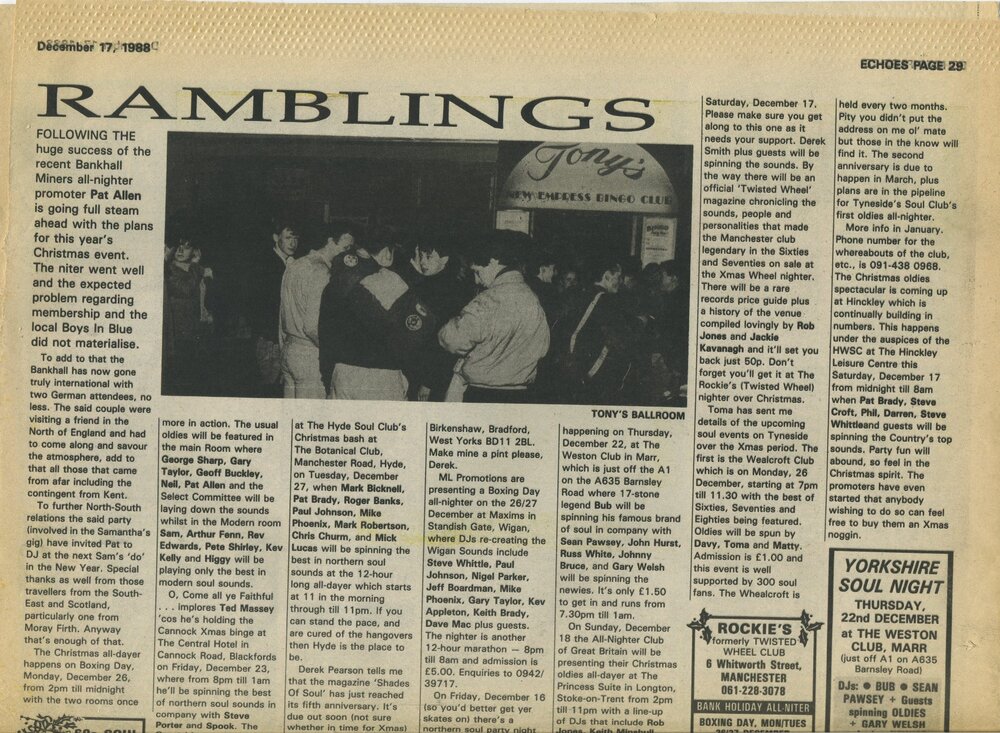 December 17, 1988
ECHOES PAGE 29
RAMBLINGS
FOLLOWING THE
huge success of the
recent Bankhall
Miners all-nighter
promoter Pat Allen
is going full steam
ahead with the plans
for this year's
Christmas event.
The niter went well
and the expected
problem regarding
membership and the
local Boys In Blue
did not materialise.
To add to that the
Bankhall has now gone
truly international with
two German attendees, no
less. The said couple were
visiting a friend in the
North of England and had
to come along and savour
the atmosphere, add to
that all those that came
from afar including the
contingent from Kent.
To further North-South
relations the said party
(involved in the Samantha's
gig) have invited Pat to
DJ at the next Sam's 'do'
in the New Year. Special
thanks as well from those
travellers from the South-
East and Scotland,
particularly one from
Moray Firth. Anyway
that's enough of that.
The Christmas all-dayer
happens on Boxing Day,
Monday, December 26,
from 2pm till midnight
with the two rooms once
Tony's
NEW EMPRESS BINGO CLUB
TONY'S BALLROOM
more in action. The usual
oldies will be featured in
the main Room where
George Sharp, Gary
Taylor, Geoff Buckley,
Neil, Pat Allen and the
Select Committee will be
laying down the sounds
whilst in the Modern room
Sam, Arthur Fenn, Rev
Edwards, Pete Shirley, Kev
Kelly and Higgy will be
playing only the best in
modern soul sounds.
O, Come all ye Faithful
. . . implores Ted Massey
'cos he's holding the
Cannock Xmas binge at
The Central Hotel in
Cannock Road, Blackfords
on Friday, December 23,
where from 8pm till 1am
he'll be spinning the best
of northern soul sounds in
company with Steve
Porter and Spook. The
at The Hyde Soul Club's
Christmas bash at
The Botanical Club,
Manchester Road, Hyde,
on Tuesday, December
27, when Mark Bicknell,
Pat Brady, Roger Banks,
Paul Johnson, Mike
Phoenix, Mark Robertson,
Chris Churm, and Mick
Lucas will be spinning the
best in northern soul
sounds at the 12-hour
long all-dayer which starts
at 11 in the morning
through till 11pm. If you
can stand the pace, and
are cured of the hangovers
then Hyde is the place to
be.
Derek Pearson tells me
that the magazine 'Shades
Of Soul' has just reached
its fifth anniversary. It's
due out soon (not sure
whether in time for Xmas)
Birkenshaw, Bradford,
West Yorks BD11 2BL.
Make mine a pint please,
Derek.
ML Promotions are
presenting a Boxing Day
all-nighter on the 26/27
December at Maxims in
Standish Gate, Wigan,
where DJs re-creating the
Wigan Sounds include
Steve Whittle, Paul
Johnson, Nigel Parker,
Jeff Boardman, Mike
Phoenix, Gary Taylor, Kev
Appleton, Keith Brady,
Dave Mac plus guests.
The nighter is another
12-hour marathon — 8pm
till 8am and admission is
£5.00. Enquiries to 0942/
39717.
On Friday, December 16
(so you'd better get yer
skates on) there's a
northern soul party night
happening on Thursday,
December 22, at The
Weston Club in Marr,
which is just off the A1
on the A635 Barnsley
Road where 17-stone
legend Bub will be
spinning his famous brand
of soul in company with
Sean Pawsey, John Hurst,
Russ White, Johnny
Bruce, and Gary Welsh
will be spinning the
newies. It's only £1.50
to get in and runs from
7.30pm till 1am.
On Sunday, December
18 the All-Nighter Club
of Great Britain will be
presenting their Christmas
oldies all-dayer at The
Princess Suite in Longton,
Stoke-on-Trent from 2pm
till 11pm with a line-up
of DJs that include Rob
Jones, Keith Minshull
Saturday, December 17.
Please make sure you get
along to this one as it
needs your support. Derek
Smith plus guests will be
spinning the sounds. By
the way there will be an
official 'Twisted Wheel'
magazine chronicling the
sounds, people and
personalities that made
the Manchester club
legendary in the Sixties
and Seventies on sale at
the Xmas Wheel nighter.
There will be a rare
records price guide plus
a history of the venue
compiled lovingly by Rob
Jones and Jackie
Kavanagh and it'll set you
back just 50p. Don't
forget you'll get it at The
Rockie's (Twisted Wheel)
nighter over Christmas.
Toma has sent me
details of the upcoming
soul events on Tyneside
over the Xmas period. The
first is the Wealcroft Club
which is on Monday, 26
December, starting at 7pm
till 11.30 with the best of
Sixties, Seventies and
Eighties being featured.
Oldies will be spun by
Davy, Toma and Matty.
Admission is £1.00 and
this event is well
supported by 300 soul
fans. The Whealcroft is
held every two months.
Pity you didn't put the
address on me ol' mate
but those in the know will
find it. The second
anniversary is due to
happen in March, plus
plans are in the pipeline
for Tyneside's Soul Club's
first oldies all-nighter.
More info in January.
Phone number for the
whereabouts of the club,
etc., is 091-438 0968.
The Christmas oldies
spectacular is coming up
at Hinckley which is
continually building in
numbers. This happens
under the auspices of the
HWSC at The Hinckley
Leisure Centre this
Saturday, December 17
from midnight till 8am
when Pat Brady, Steve
Croft, Phil, Darren, Steve
Whittleand guests will be
spinning the Country's top
sounds. Party fun will
abound, so feel in the
Christmas spirit. The
promoters have even
started that anybody
wishing to do so can feel
free to buy them an Xmas
noggin.
ROCKIE'S
formerly TWISTED
WHEEL CLUB
6 Whitworth Street,
MANCHESTER
061-228-3078
BANK HOLIDAY ALL-NITER
BOXING DAY, MON/TUES
26/27 DECEMBER
YORKSHIRE
SOUL NIGHT
THURSDAY,
22nd DECEMBER
at THE WESTON
CLUB, MARR
(just off A1 on A635
Barnsley Road)
DJs: ● BUB ● SEAN
PAWSEY + Guests
spinning OLDIES
+ GARY WELSH